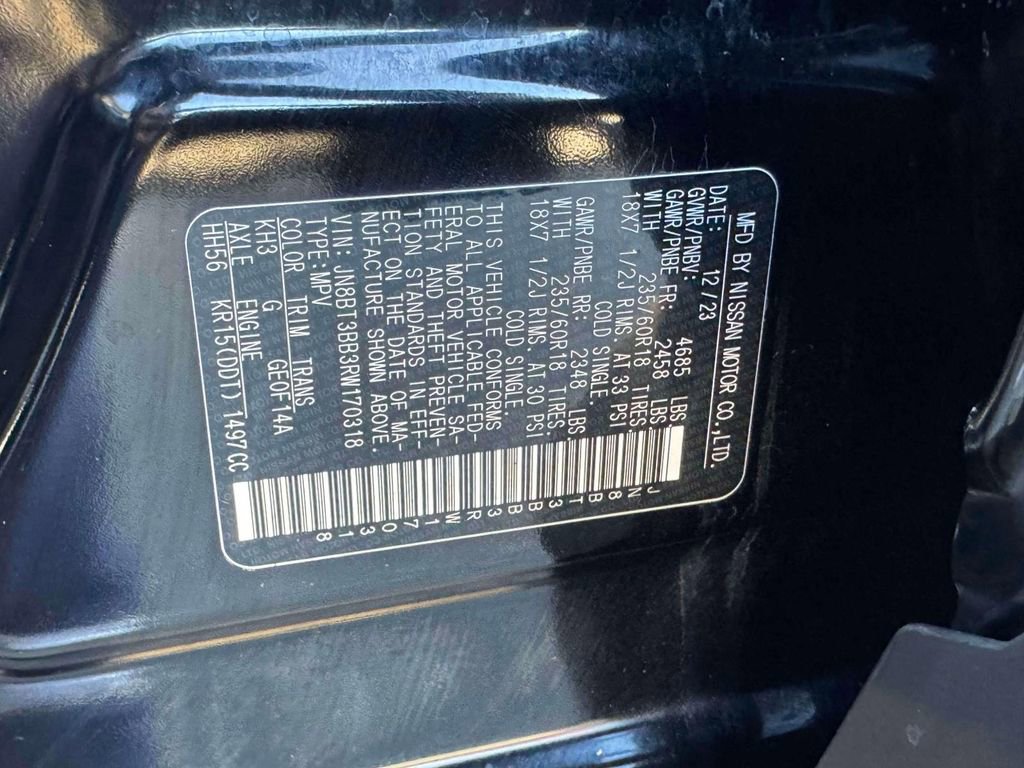 MFD BY NISSAN MOTOR CO.,LTD.
DATE: 12/23
GVWR/PNBV: 4685 LBS.
GAWR/PNBE FR: 2458 LBS.
WITH 235/60R18 TIRES,
18X7 1/2J RIMS, AT 33 PSI
COLD SINGLE.
GAWR/PNBE RR: 2348 LBS.
WITH 235/60R18 TIRES,
18X7 1/2J RIMS, AT 30 PSI
COLD SINGLE.
THIS VEHICLE CONFORMS
TO ALL APPLICABLE FED-
ERAL MOTOR VEHICLE SA-
FETY AND THEFT PREVEN-
TION STANDARDS IN EFF-
ECT ON THE DATE OF MA-
NUFACTURE SHOWN ABOVE.
VIN: JN8BT3BB3RW170318
TYPE:MPV
COLOR TRIM TRANS
KH3 G GE0F14A
AXLE ENGINE
HH56 KR15(DDT) 1497CC
JN8BT3BB3RW170318